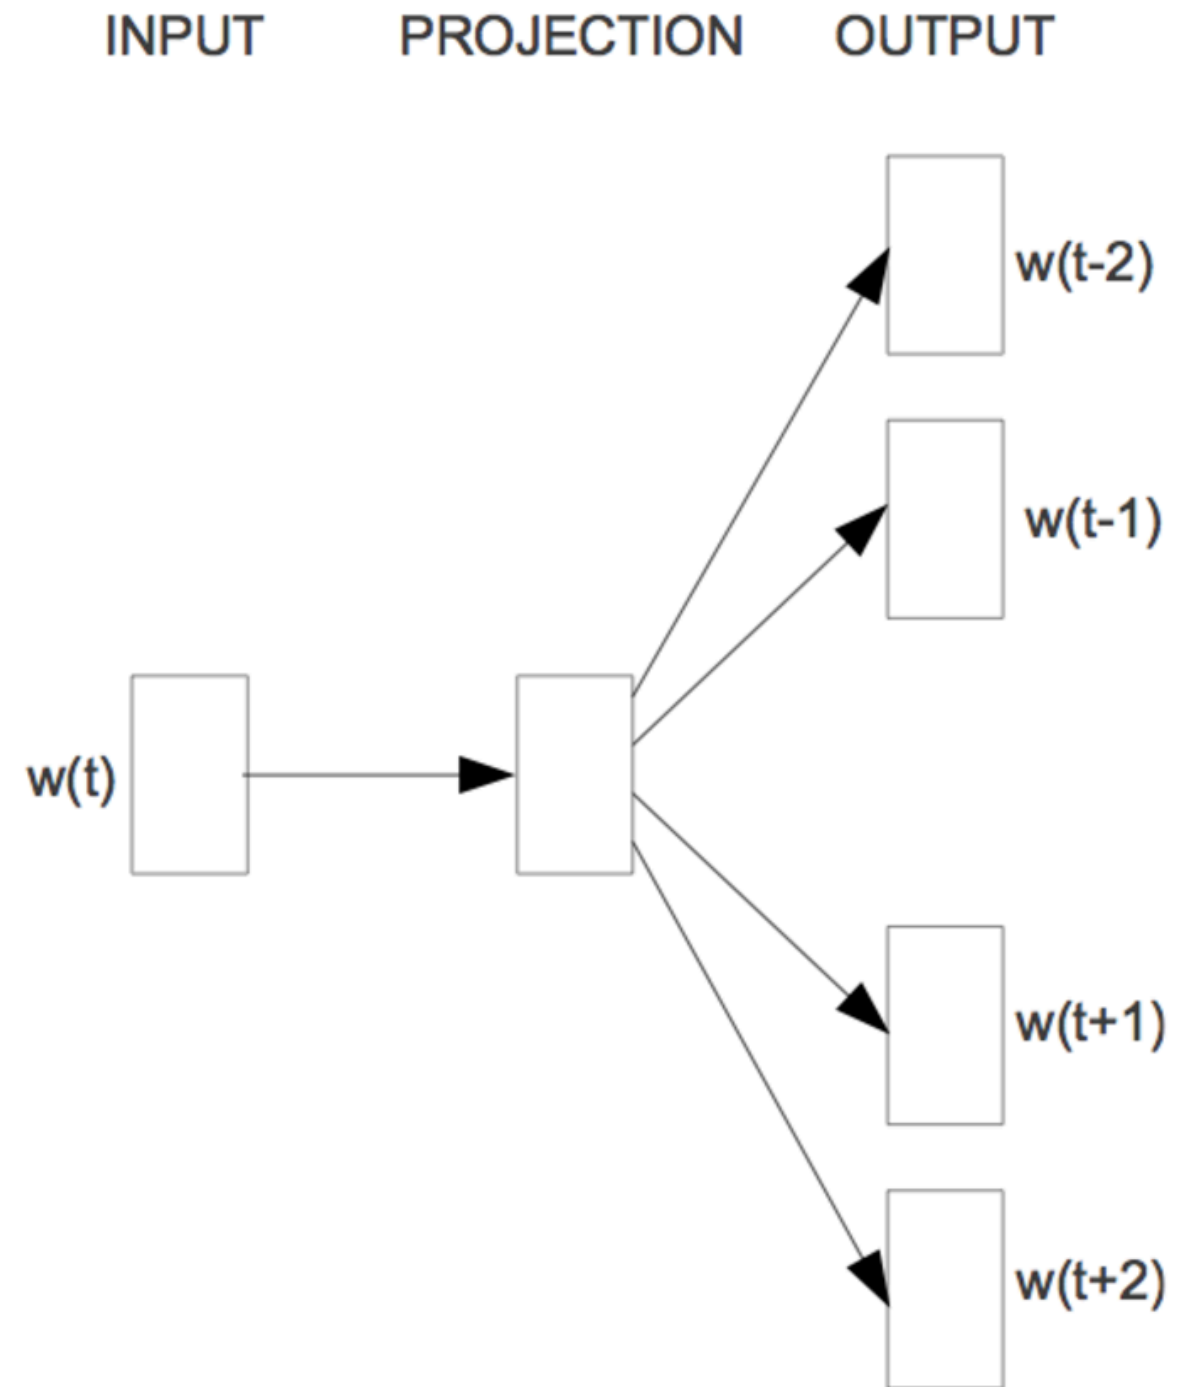 INPUT PROJECTION OUTPUT
w(t-2)
w(t-1)
w(t)
w(t+1)
w(t+2)